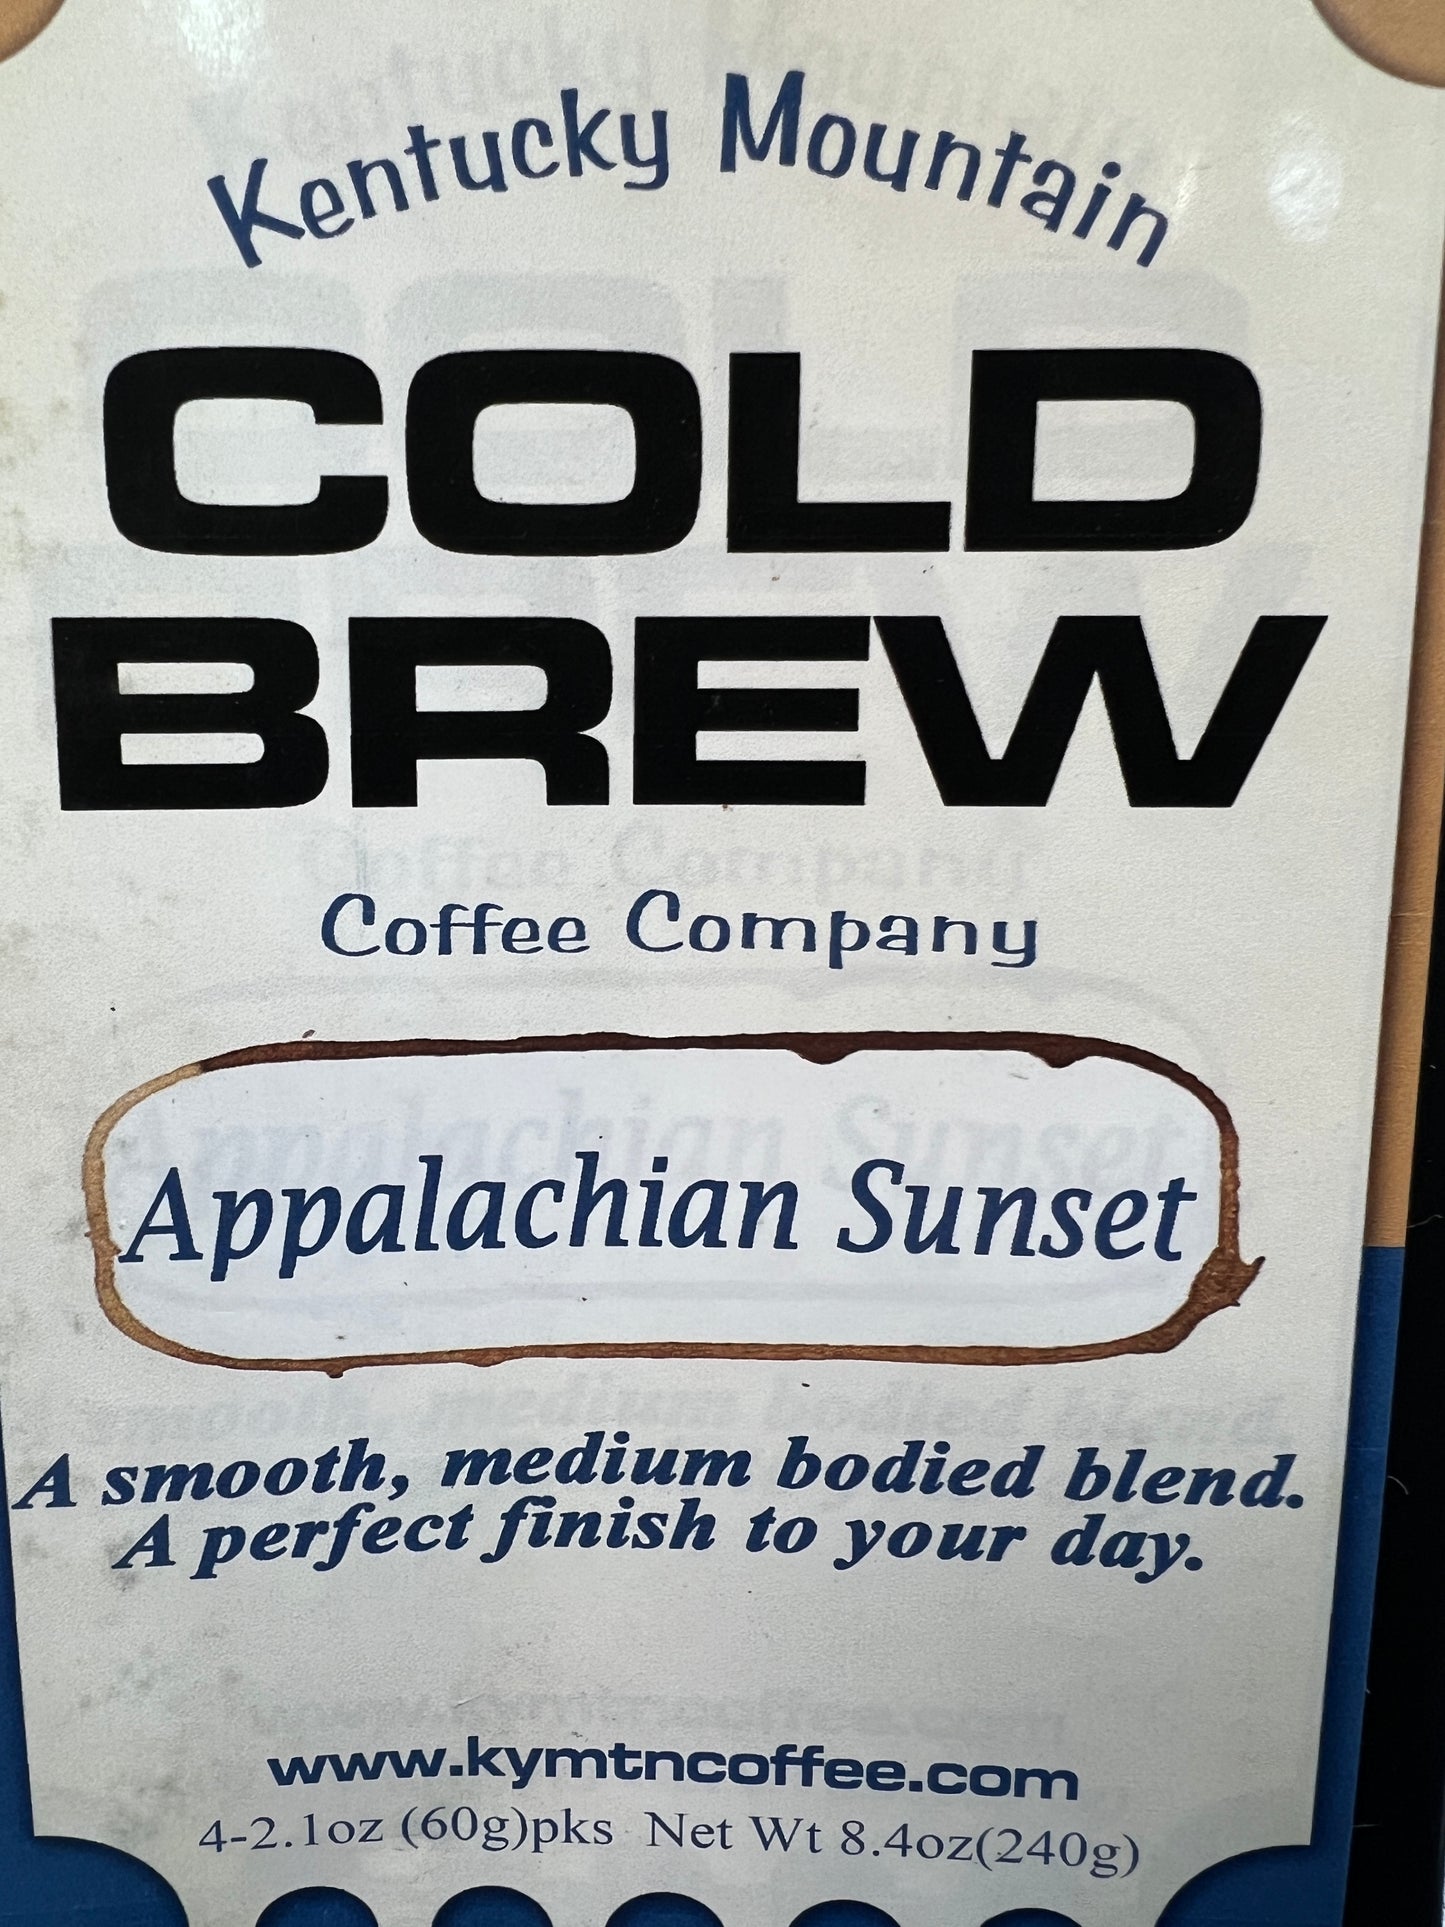 Kentucky Mountain
COLD
BREW
Coffee Company
Appalachian Sunset
A smooth, medium bodied blend.
A perfect finish to your day.
www.kymtncoffee.com
4-2.1oz (60g)pks Net Wt 8.4oz(240g)